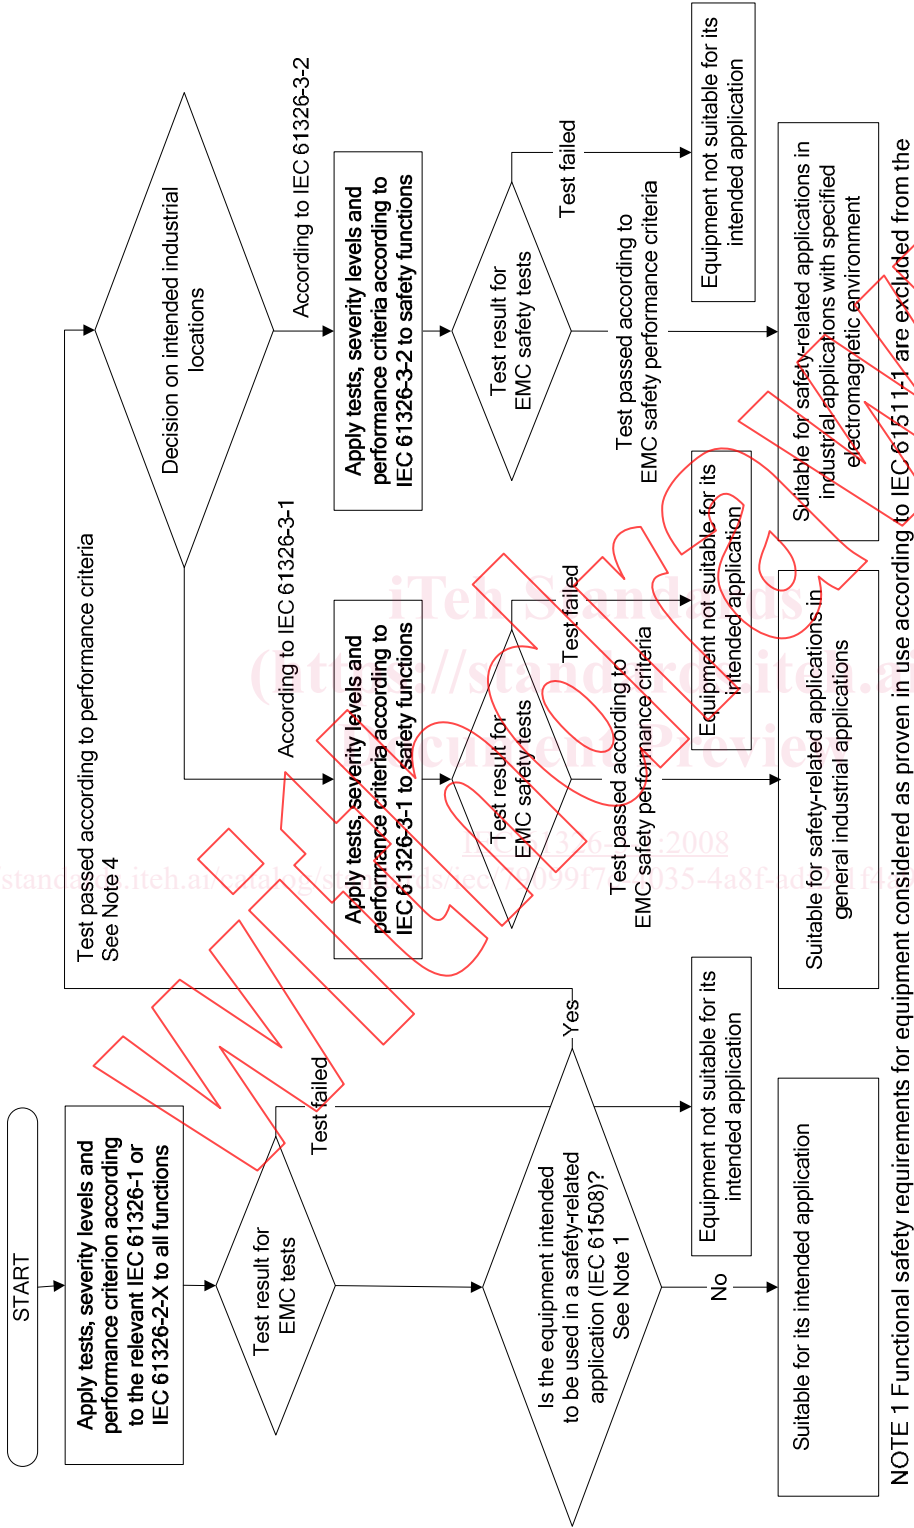 START
Apply tests, severity levels and
performance criterion according
to the relevant IEC 61326-1 or
IEC 61326-2-X to all functions
Test result for
EMC tests
Test failed
Is the equipment intended
to be used in a safety-related
application (IEC 61508)?
See Note 1
Yes
No
Equipment not suitable for its
intended application
Suitable for its intended application
Test passed according to performance criteria
See Note 4
Decision on intended industrial
locations
According to IEC 61326-3-1
Apply tests, severity levels and
performance criteria according to
IEC 61326-3-1 to safety functions
Test result for
EMC safety tests
Test failed
Test passed according to
EMC safety performance criteria
Equipment not suitable for its
intended application
Suitable for safety-related applications in
general industrial applications
According to IEC 61326-3-2
Apply tests, severity levels and
performance criteria according to
IEC 61326-3-2 to safety functions
Test result for
EMC safety tests
Test failed
Test passed according to
EMC safety performance criteria
Equipment not suitable for its
intended application
Suitable for safety-related applications in
industrial applications with specified
electromagnetic environment
NOTE 1 Functional safety requirements for equipment considered as proven in use according to IEC 61511-1 are excluded from the
iTeh Standards
(https://standards.iteh.ai
Document Preview
Withdrawn